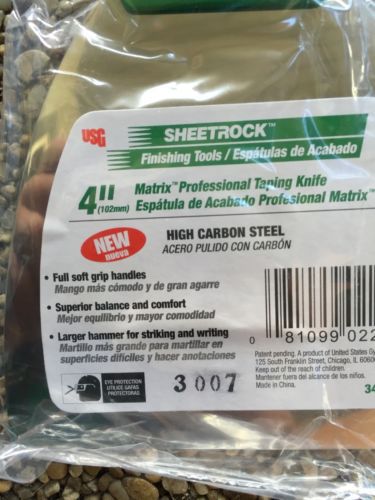 USG
SHEETROCK™
Finishing Tools / Espátulas de Acabado
4"
(102mm)
Matrix™ Professional Taping Knife
Espátula de Acabado Profesional Matrix™
NEW
nueva
HIGH CARBON STEEL
ACERO PULIDO CON CARBÓN
• Full soft grip handles
Mango más cómodo y de gran agarre
• Superior balance and comfort
Mejor equilibrio y mayor comodidad
• Larger hammer for striking and writing
Martillo más grande para martillar en
superficies difíciles y hacer anotaciones
EYE PROTECTION
UTILICE GAFAS
PROTECTORAS
3007
0 81099 022
Patent pending. A product of United States Gy
125 South Franklin Street, Chicago, IL 6060
Keep out of the reach of children.
Mantener fuera del alcance de los niños.
Made in China.
34